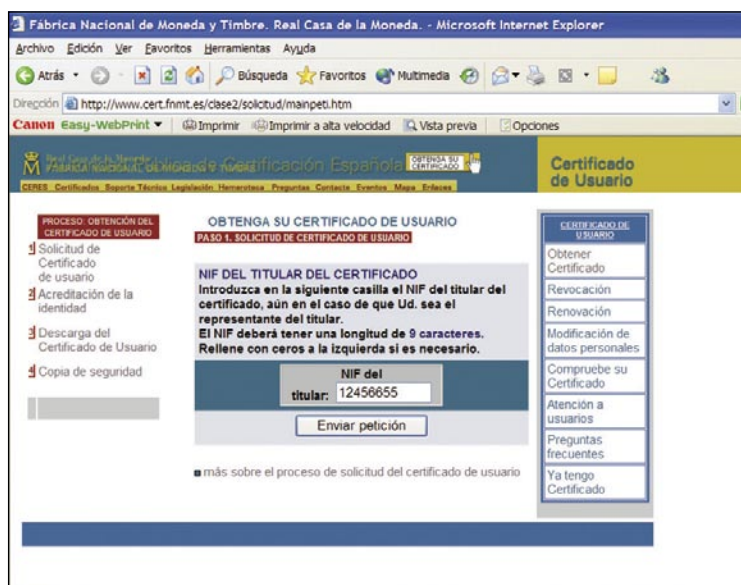 Fábrica Nacional de Moneda y Timbre. Real Casa de la Moneda. - Microsoft Internet Explorer
Archivo Edición Ver Favoritos Herramientas Ayuda
Atrás Búsqueda Favoritos Multimedia
Dirección http://www.cert.fnmt.es/clase2/solicitud/mainpeti.htm
Canon Easy-WebPrint Imprimir Imprimir a alta velocidad Vista previa Opciones
de Certificación Española OBTENGA SU CERTIFICADO
CERES Certificados Soporte Técnico Legislación Hemeroteca Preguntas Contacto Eventos Mapa Enlaces
Certificado
de Usuario
PROCESO: OBTENCIÓN DEL
CERTIFICADO DE USUARIO
1 Solicitud de
Certificado
de usuario
2 Acreditación de la
identidad
3 Descarga del
Certificado de Usuario
4 Copia de seguridad
OBTENGA SU CERTIFICADO DE USUARIO
PASO 1. SOLICITUD DE CERTIFICADO DE USUARIO
NIF DEL TITULAR DEL CERTIFICADO
Introduzca en la siguiente casilla el NIF del titular del
certificado, aún en el caso de que Ud. sea el
representante del titular.
El NIF deberá tener una longitud de 9 caracteres.
Rellene con ceros a la izquierda si es necesario.
NIF del
titular: 12456655
Enviar petición
más sobre el proceso de solicitud del certificado de usuario
CERTIFICADO DE
USUARIO
Obtener
Certificado
Revocación
Renovación
Modificación de
datos personales
Compruebe su
Certificado
Atención a
usuarios
Preguntas
frecuentes
Ya tengo
Certificado